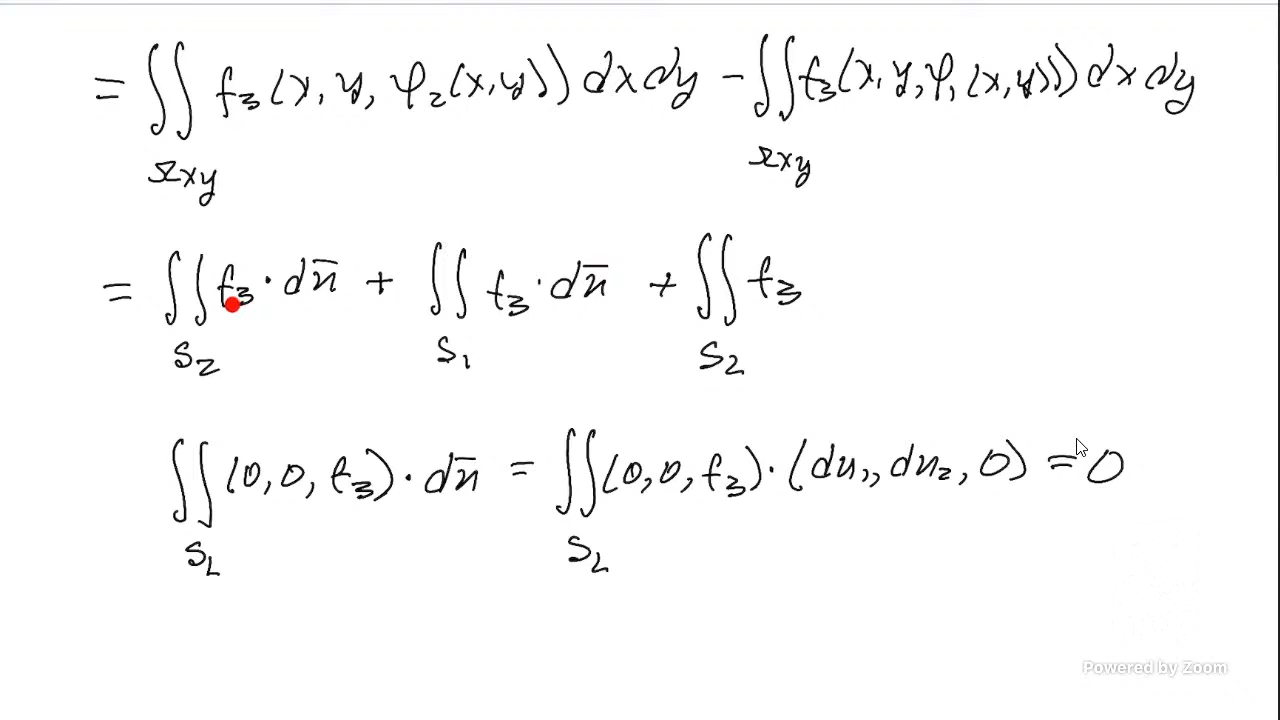 = ∬_{Ωxy} f₃(x, y, φ₂(x,y)) dx dy − ∬_{Ωxy} f₃(x, y, φ₁(x,y)) dx dy
= ∬_{S₂} f₃ · dn̄ + ∬_{S₁} f₃ · dn̄ + ∬_{S₂} f₃
∬_{S_L} (0, 0, f₃) · dn̄ = ∬_{S_L} (0, 0, f₃) · (dn₁, dn₂, 0) = 0
Powered by Zoom